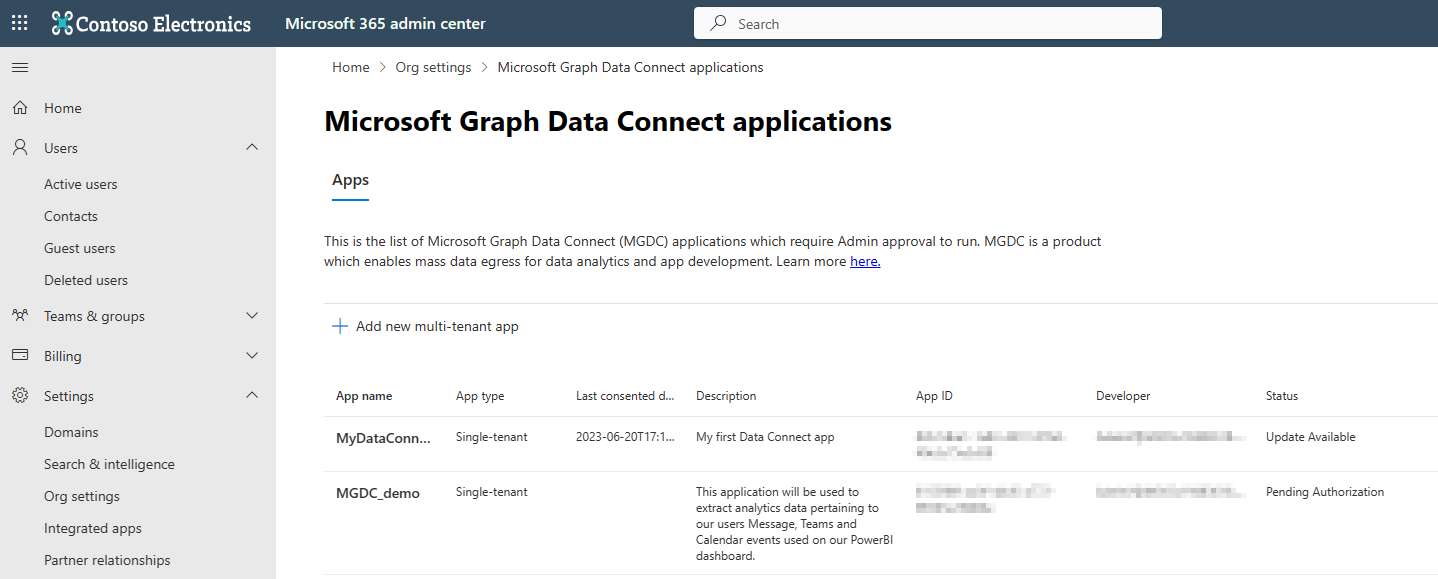 Contoso Electronics Microsoft 365 admin center Search
Home > Org settings > Microsoft Graph Data Connect applications
Home
Users
Active users
Contacts
Guest users
Deleted users
Teams & groups
Billing
Settings
Domains
Search & intelligence
Org settings
Integrated apps
Partner relationships
Microsoft Graph Data Connect applications
Apps
This is the list of Microsoft Graph Data Connect (MGDC) applications which require Admin approval to run. MGDC is a product
which enables mass data egress for data analytics and app development. Learn more here.
Add new multi-tenant app
App name App type Last consented d... Description App ID Developer Status
MyDataConn... Single-tenant 2023-06-20T17:1... My first Data Connect app Update Available
MGDC_demo Single-tenant This application will be used to Pending Authorization
extract analytics data pertaining to
our users Message, Teams and
Calendar events used on our PowerBI
dashboard.